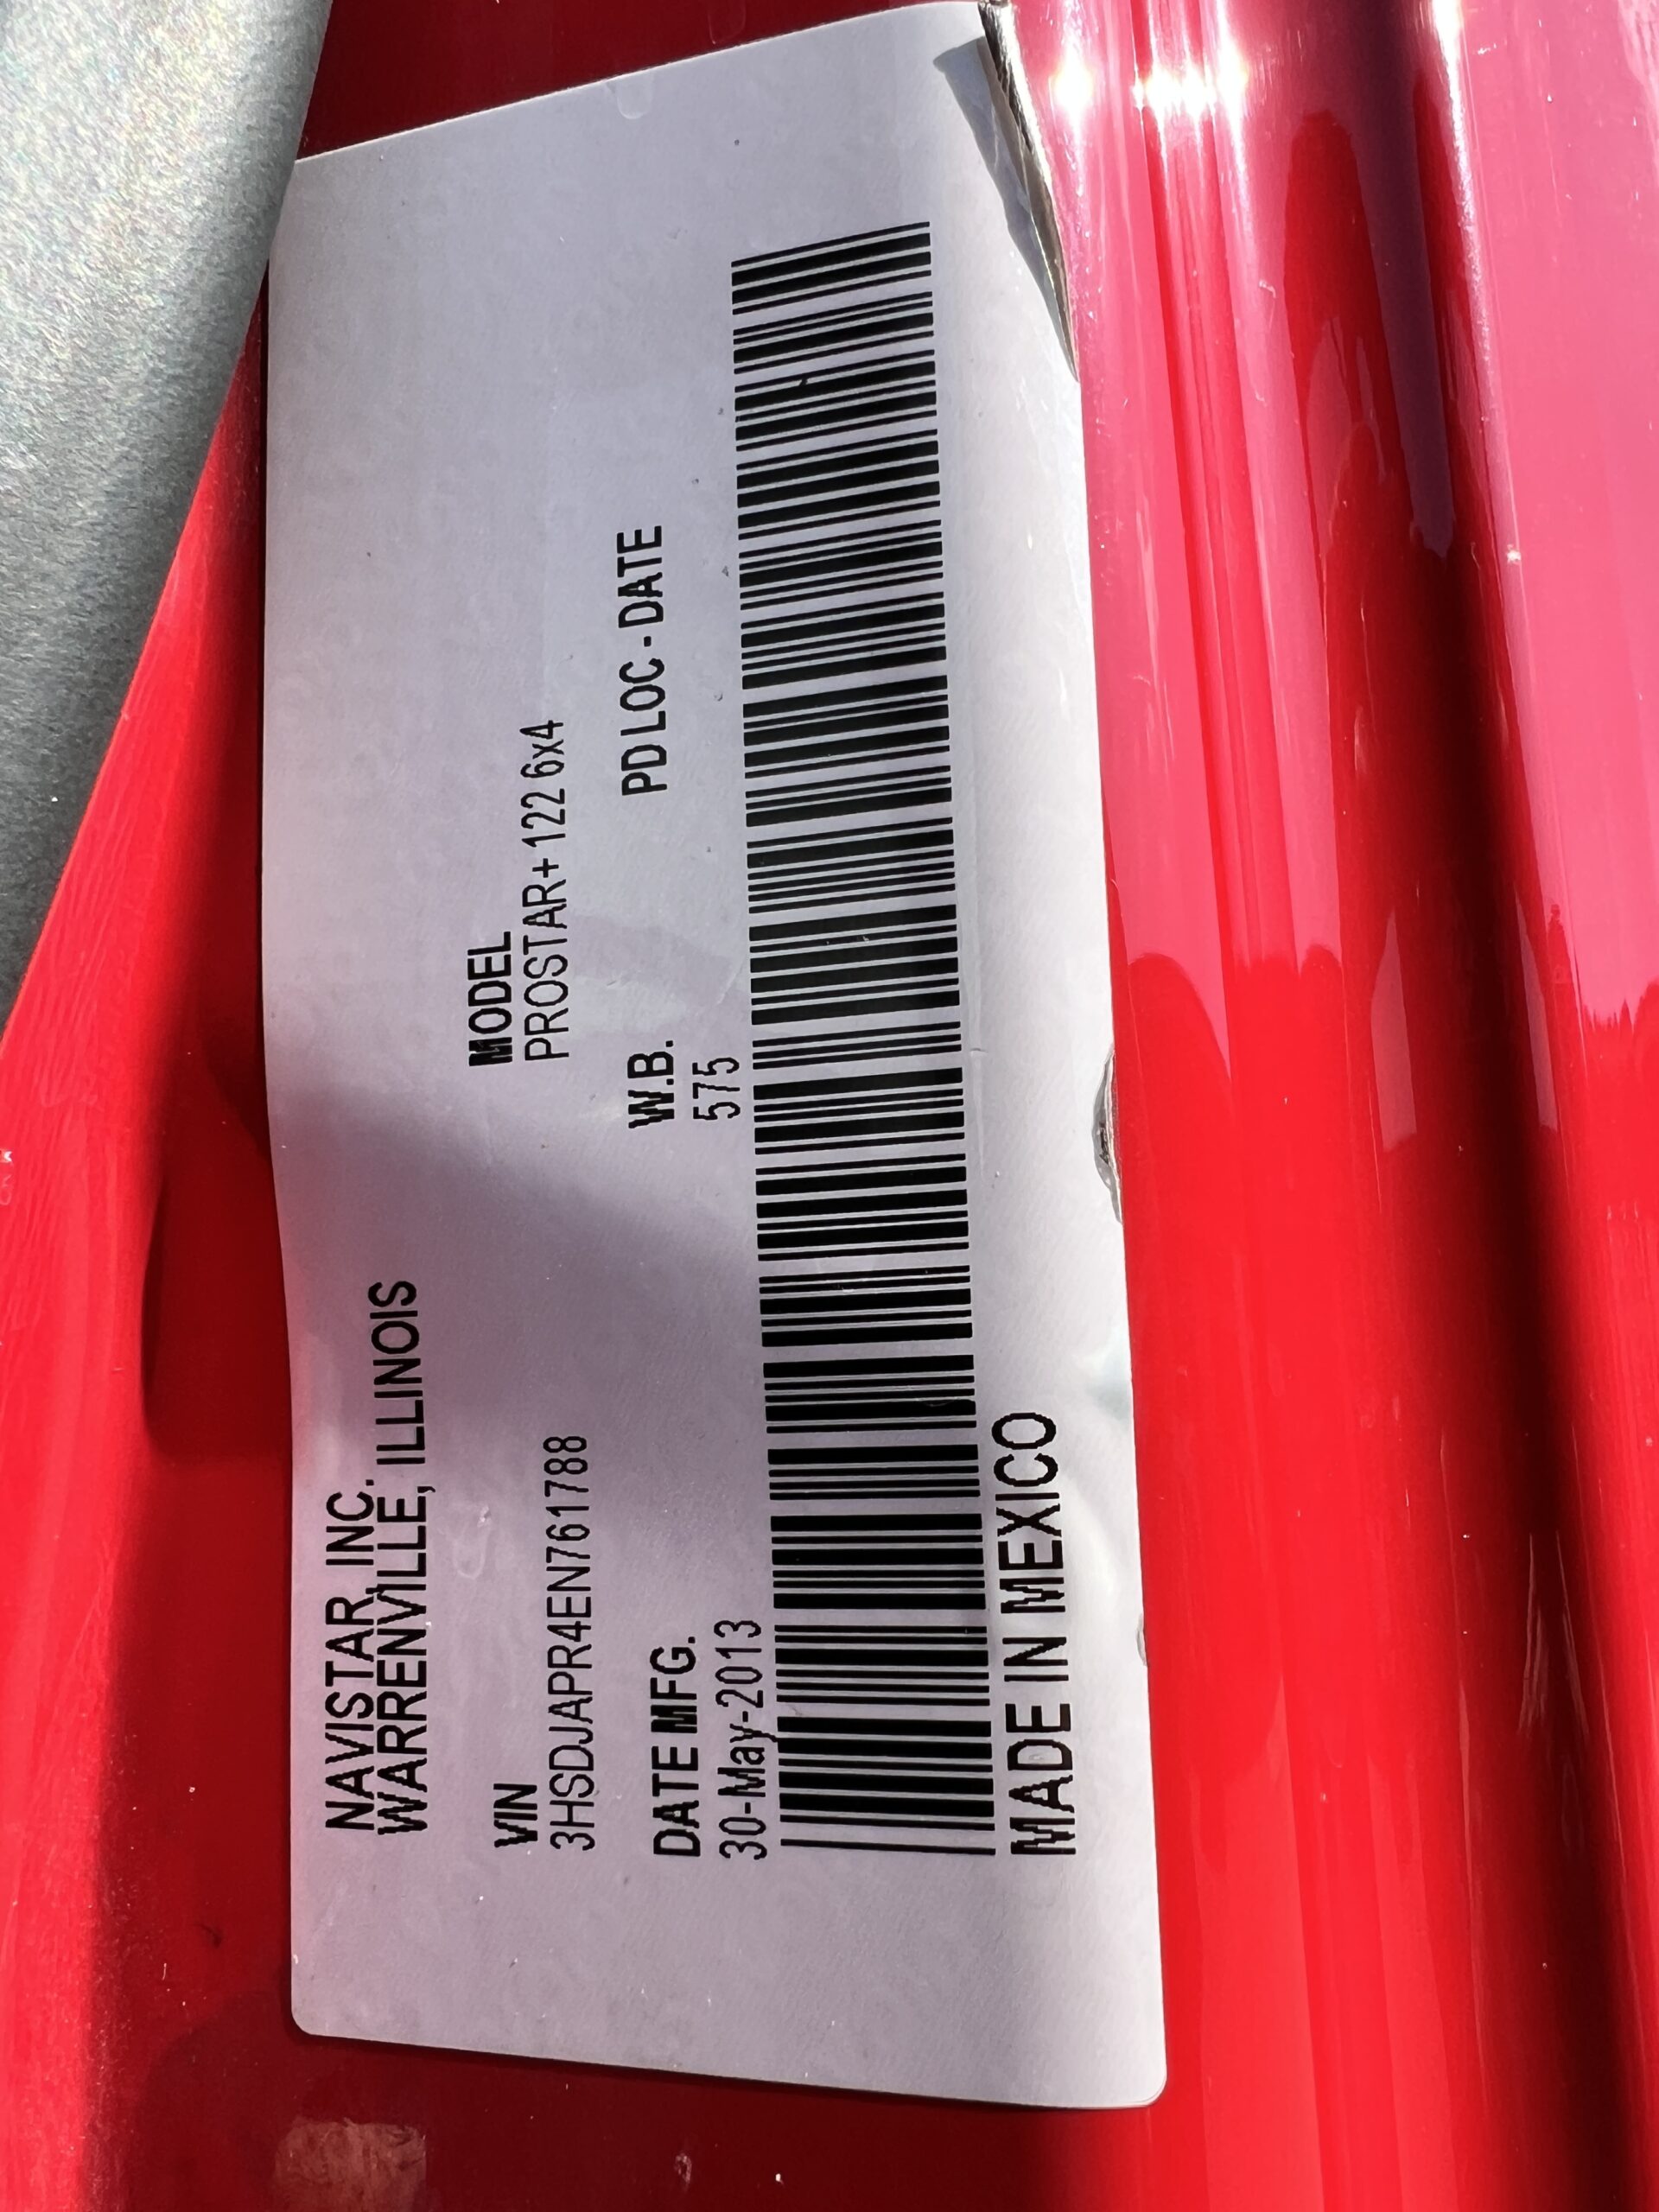 NAVISTAR, INC.
WARRENVILLE, ILLINOIS
VIN
3HSDJAPR4EN761788
MODEL
PROSTAR+ 122 6x4
DATE MFG.
30-May-2013
W.B.
575
PD LOC - DATE
MADE IN MEXICO